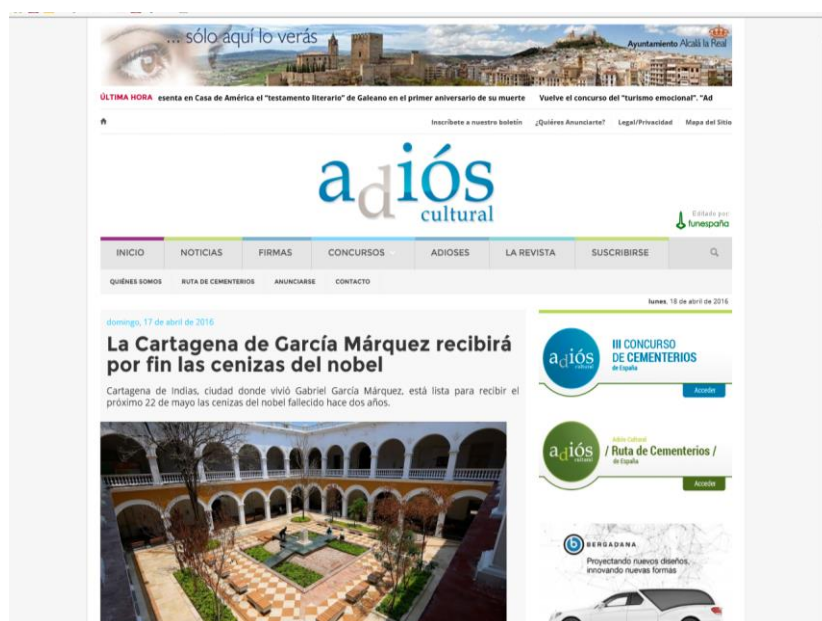 ... sólo aquí lo verás
Ayuntamiento Alcalá la Real
ÚLTIMA HORA esenta en Casa de América el "testamento literario" de Galeano en el primer aniversario de su muerte Vuelve el concurso del "turismo emocional". "Ad
Inscríbete a nuestro boletín ¿Quiéres Anunciarte? Legal/Privacidad Mapa del Sitio
adiós
cultural
Editado por:
funespaña
INICIO NOTICIAS FIRMAS CONCURSOS ADIOSES LA REVISTA SUSCRIBIRSE
QUIÉNES SOMOS RUTA DE CEMENTERIOS ANUNCIARSE CONTACTO
lunes, 18 de abril de 2016
domingo, 17 de abril de 2016
La Cartagena de García Márquez recibirá
por fin las cenizas del nobel
Cartagena de Indias, ciudad donde vivió Gabriel García Márquez, está lista para recibir el
próximo 22 de mayo las cenizas del nobel fallecido hace dos años.
adiós
cultural
III CONCURSO
DE CEMENTERIOS
de España
Acceder
adiós
cultural
Adiós Cultural
/ Ruta de Cementerios /
de España
Acceder
b BERGADANA
Proyectando nuevos diseños,
innovando nuevas formas